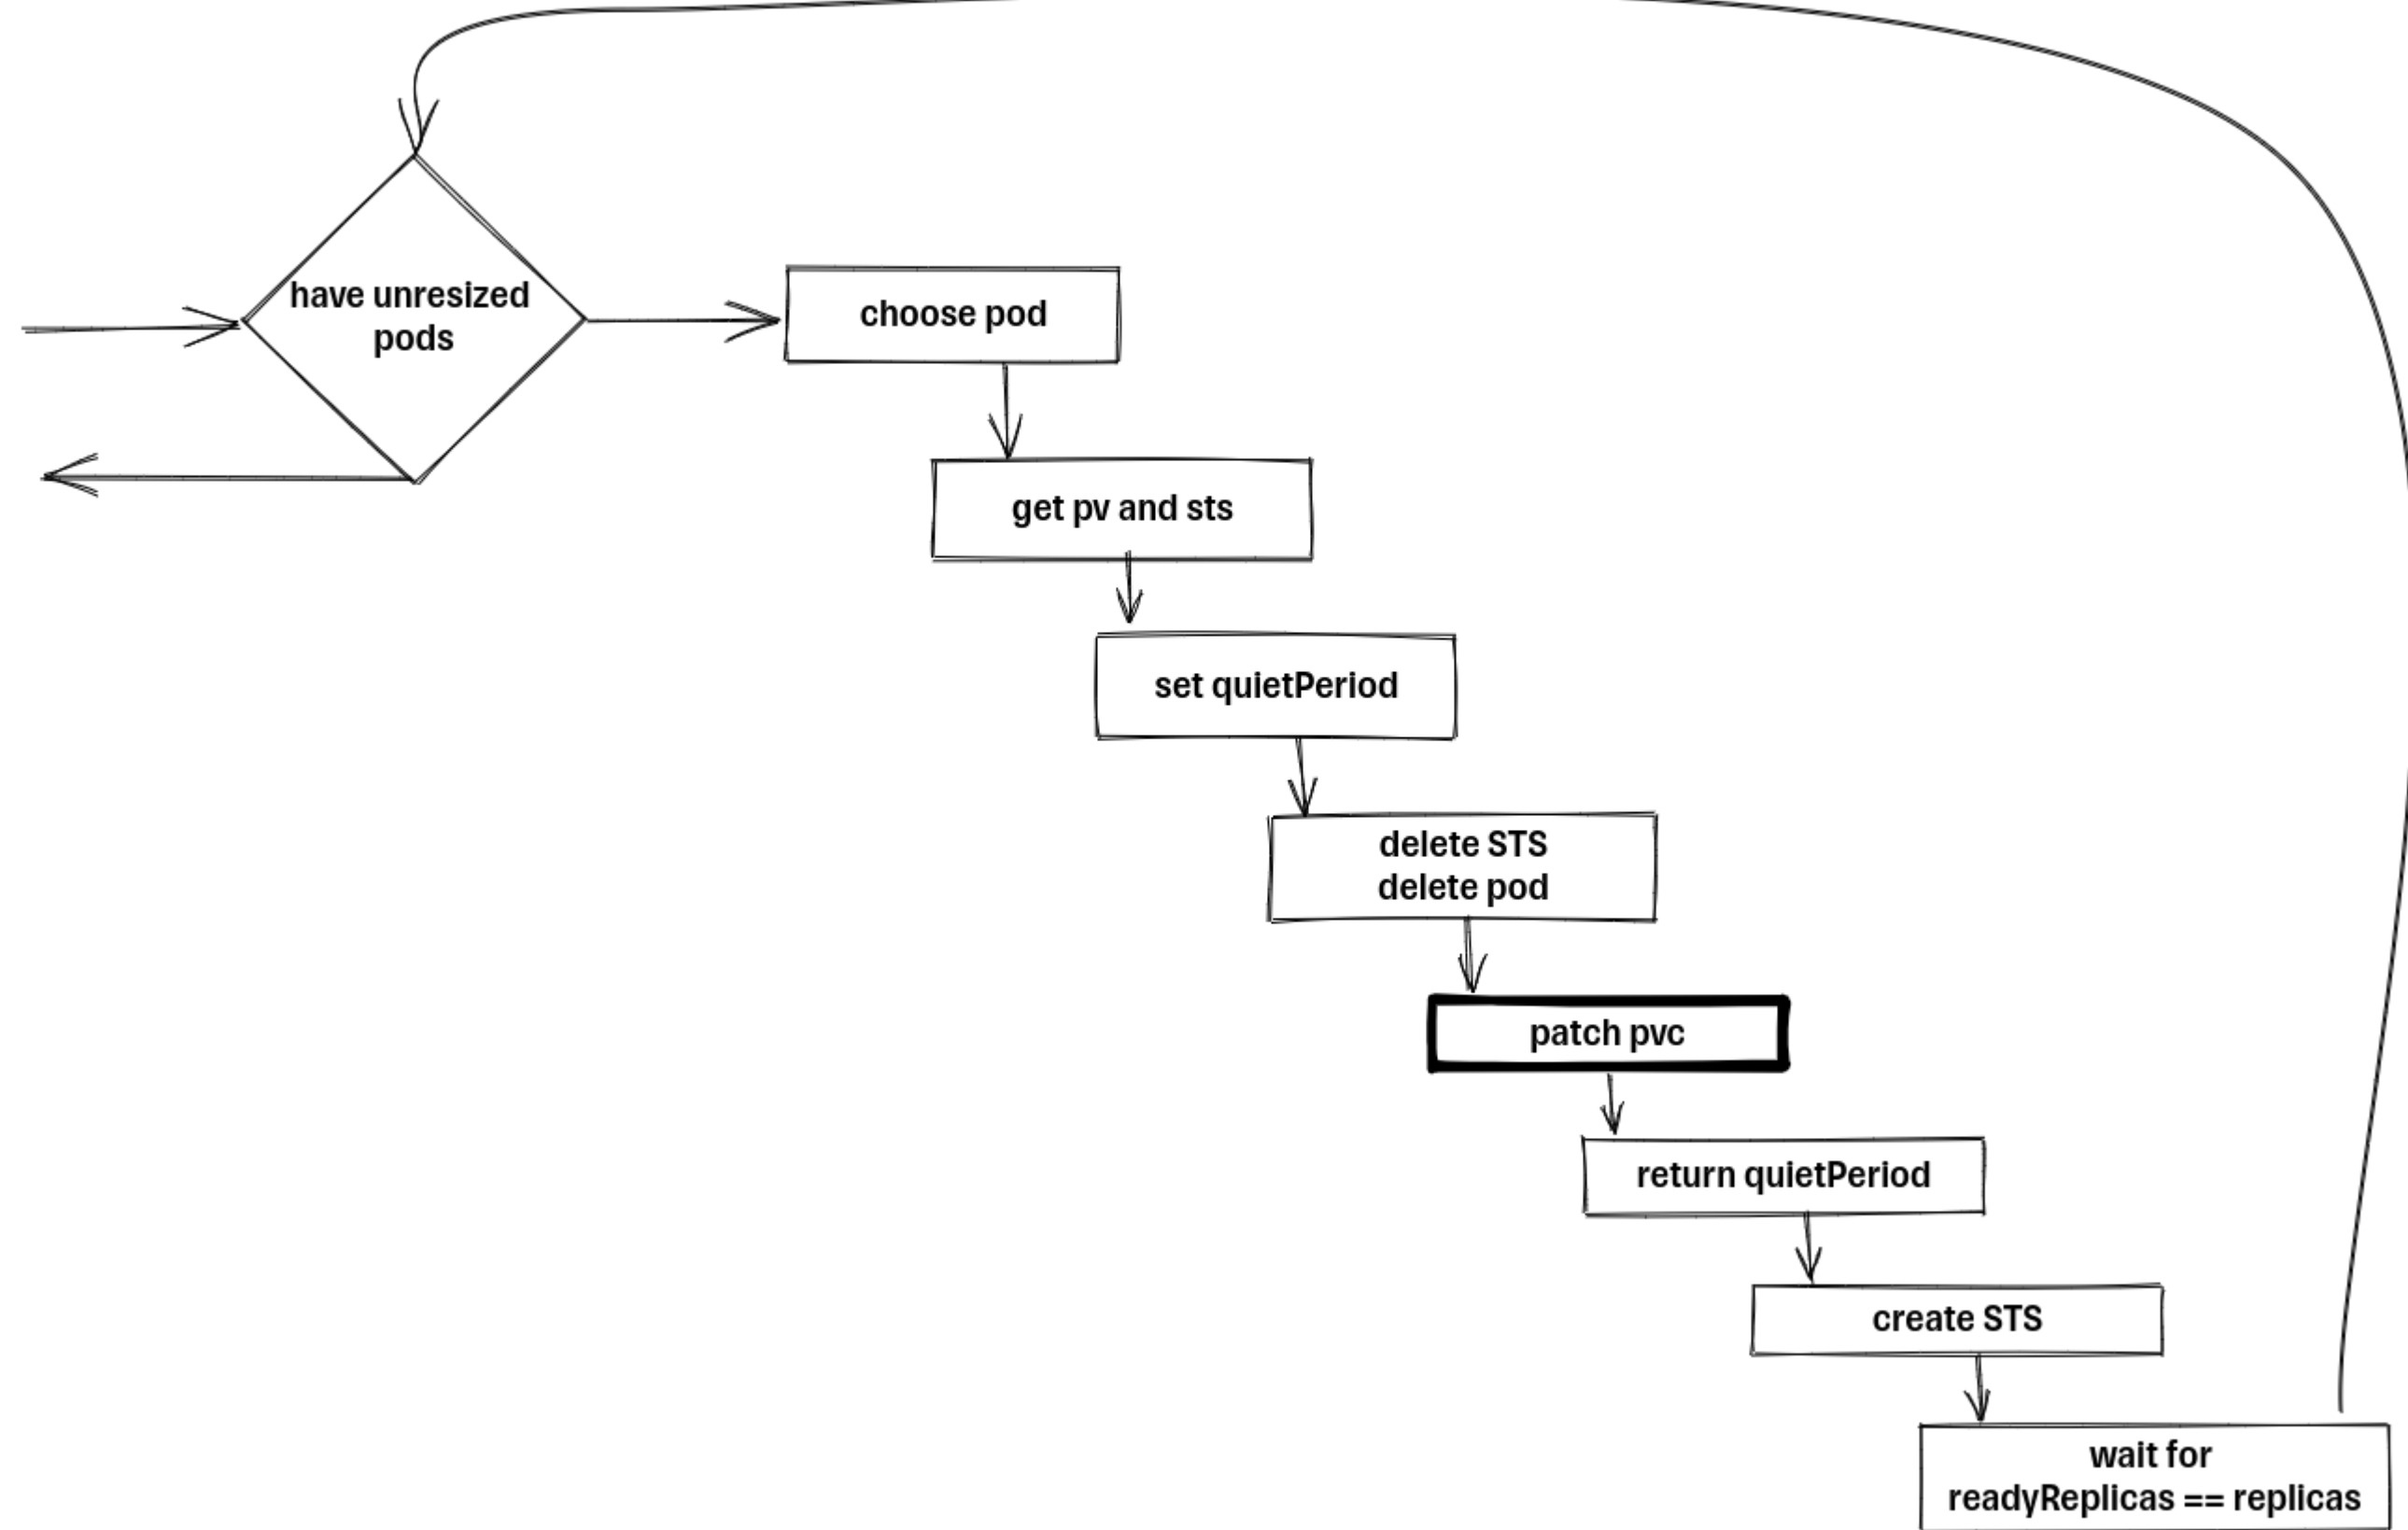 have unresized
pods
choose pod
get pv and sts
set quietPeriod
delete STS
delete pod
patch pvc
return quietPeriod
create STS
wait for
readyReplicas == replicas